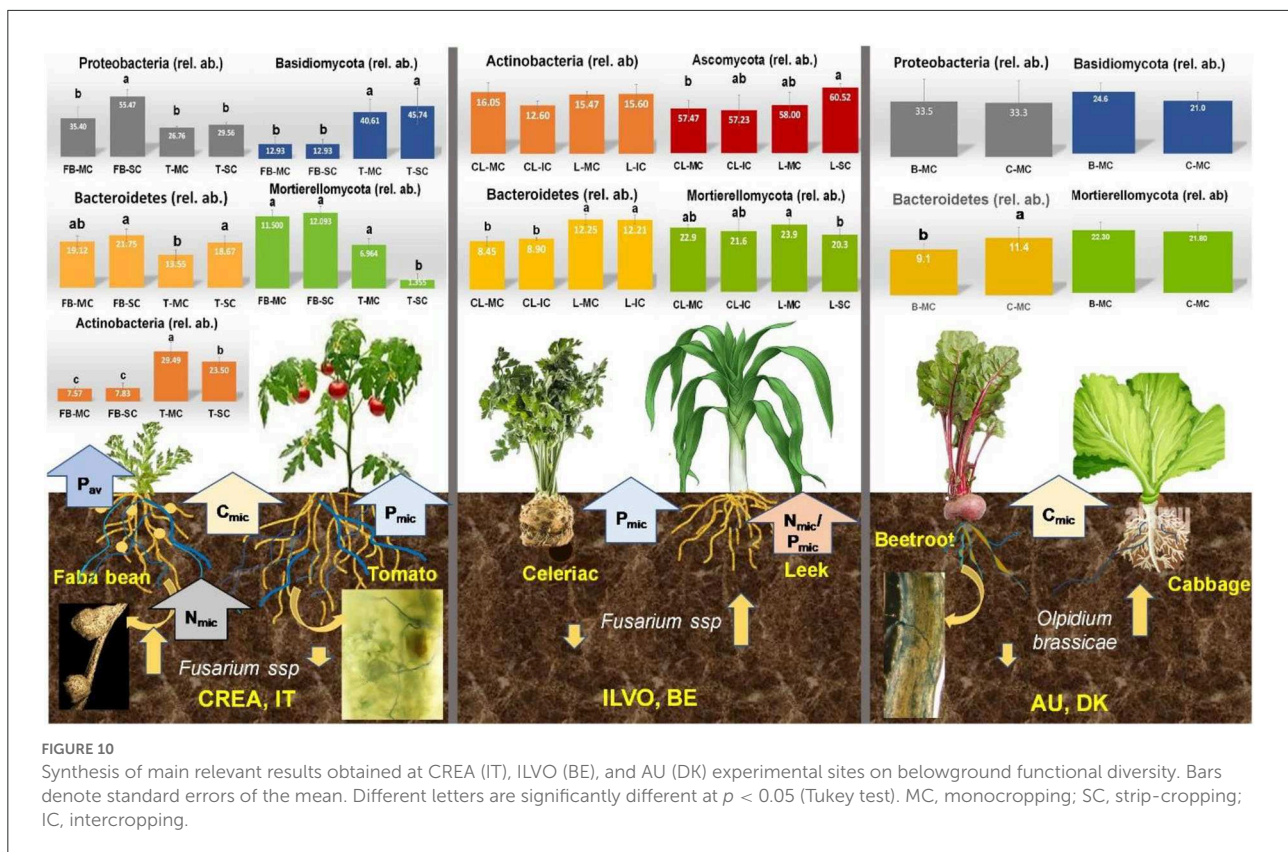 Proteobacteria (rel. ab.)
b a b b
35.40 55.47 26.76 29.56
FB-MC FB-SC T-MC T-SC
Basidiomycota (rel. ab.)
b b a a
12.93 12.93 40.61 45.74
FB-MC FB-SC T-MC T-SC
Bacteroidetes (rel. ab.)
ab a b a
19.12 21.75 13.55 18.67
FB-MC FB-SC T-MC T-SC
Mortierellomycota (rel. ab.)
a a a b
11.500 12.093 6.964 1.355
FB-MC FB-SC T-MC T-SC
Actinobacteria (rel. ab.)
c c a b
7.57 7.83 29.49 23.50
FB-MC FB-SC T-MC T-SC
Pav
Cmic
Pmic
Faba bean
Tomato
Nmic
Fusarium ssp
CREA, IT
Actinobacteria (rel. ab)
16.05 12.60 15.47 15.60
CL-MC CL-IC L-MC L-IC
Ascomycota (rel. ab.)
b ab ab a
57.47 57.23 58.00 60.52
CL-MC CL-IC L-MC L-SC
Bacteroidetes (rel. ab.)
b b a a
8.45 8.90 12.25 12.21
CL-MC CL-IC L-MC L-IC
Mortierellomycota (rel. ab.)
ab ab a b
22.9 21.6 23.9 20.3
CL-MC CL-IC L-MC L-SC
Pmic
Nmic/
Pmic
Celeriac
Leek
Fusarium ssp
ILVO, BE
Proteobacteria (rel. ab.)
33.5 33.3
B-MC C-MC
Basidiomycota (rel. ab.)
24.6 21.0
B-MC C-MC
Bacteroidetes (rel. ab.)
b a
9.1 11.4
B-MC C-MC
Mortierellomycota (rel. ab)
22.30 21.80
B-MC C-MC
Cmic
Beetroot
Cabbage
Olpidium
brassicae
AU, DK
FIGURE 10
Synthesis of main relevant results obtained at CREA (IT), ILVO (BE), and AU (DK) experimental sites on belowground functional diversity. Bars
denote standard errors of the mean. Different letters are significantly different at p < 0.05 (Tukey test). MC, monocropping; SC, strip-cropping;
IC, intercropping.